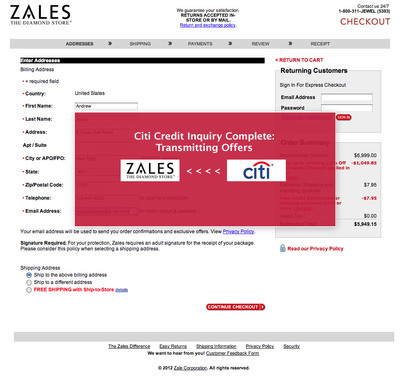 ZALES
THE DIAMOND STORE®
We guarantee your satisfaction.
RETURNS ACCEPTED IN-
STORE OR BY MAIL.
Return and exchange policy.
Contact us 24/7
1-800-311-JEWEL (5393)
CHECKOUT
ADDRESSES » SHIPPING » PAYMENTS » REVIEW » RECEIPT
Enter Addresses
Billing Address
• = required field
• Country: United States
• First Name: Andrew
• Last Name:
• Address:
Apt / Suite
• City or APO/FPO:
• State:
• Zip/Postal Code:
• Telephone:
• Email Address:
Citi Credit Inquiry Complete:
Transmitting Offers
ZALES
THE DIAMOND STORE
< < < <
citi
Your email address will be used to send you order confirmations and exclusive offers. View Privacy Policy.
Signature Required. For your protection, Zales requires an adult signature for the receipt of your package.
Please consider this policy when selecting a shipping address.
Shipping Address
Ship to the above billing address
Ship to a different address
FREE SHIPPING with Ship-to-Store details
CONTINUE CHECKOUT
< RETURN TO CART
Returning Customers
Sign In For Express Checkout
Email Address
Password
SIGN IN
Order Summary
$6,999.00
-$1,049.85
$7.95
-$7.95
$0.00
$5,949.15
Read our Privacy Policy
The Zales Difference Easy Returns Shipping Information Privacy Policy Security
We want to hear from you! Customer Feedback Form
© 2012 Zale Corporation. All rights reserved.